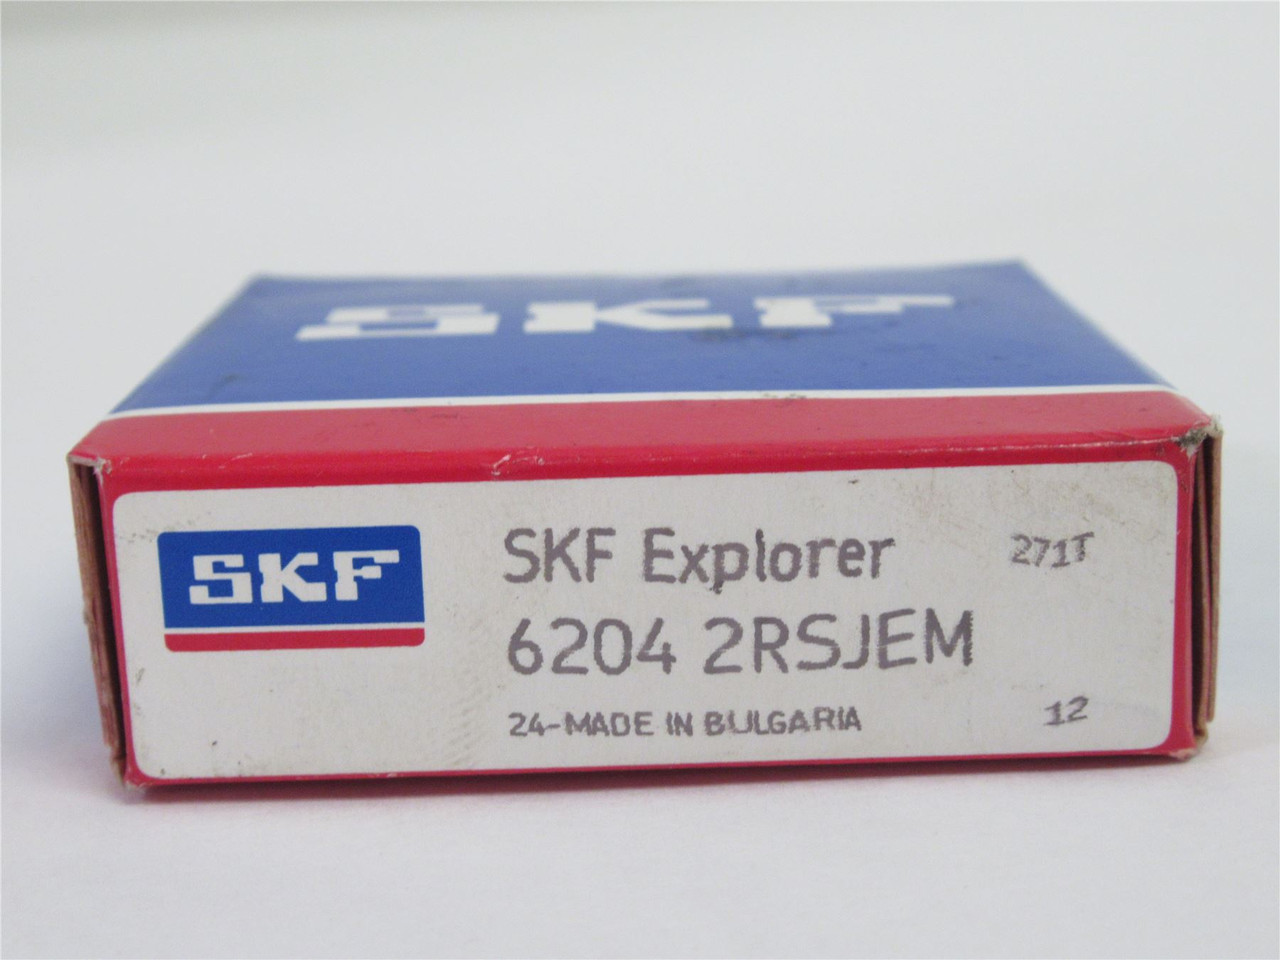 SKF
SKF
SKF Explorer
271T
6204 2RSJEM
24-MADE IN BULGARIA
12